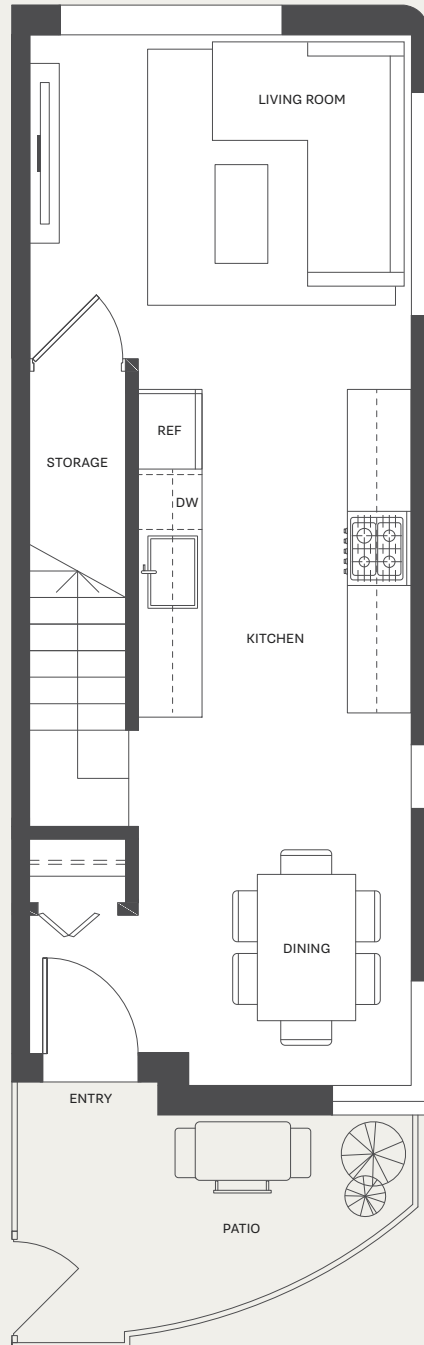 LIVING ROOM
REF
STORAGE
DW
KITCHEN
DINING
ENTRY
PATIO